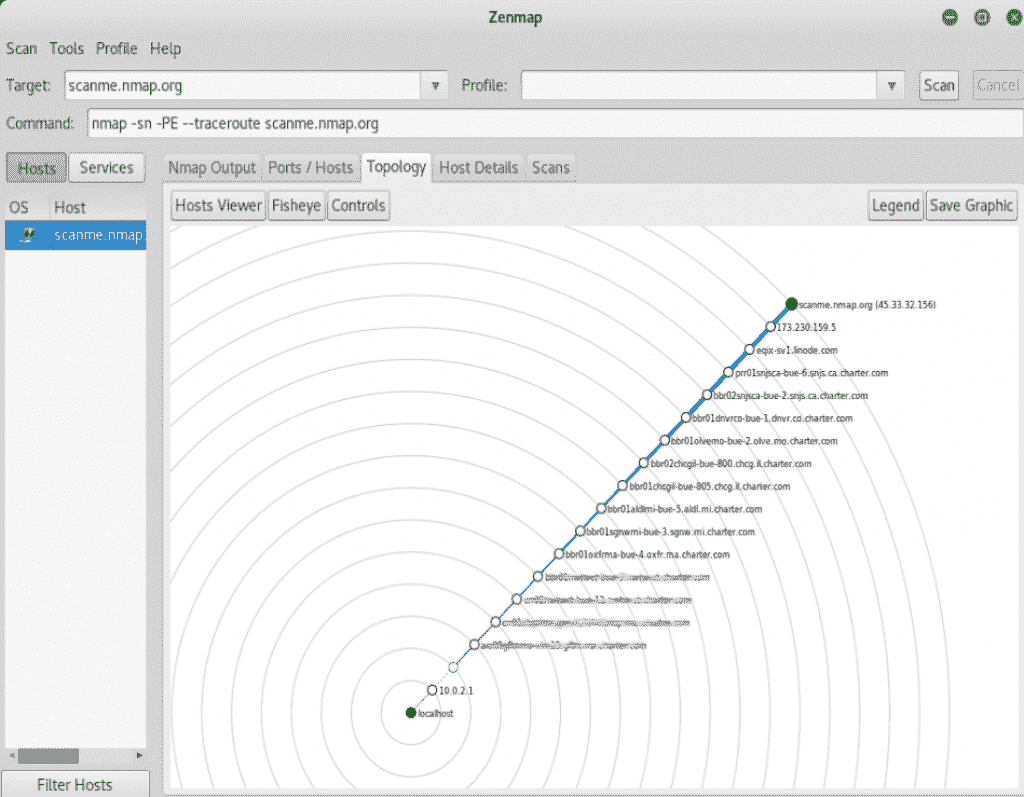 Zenmap
Scan Tools Profile Help
Target: scanme.nmap.org Profile: Scan Cancel
Command: nmap -sn -PE --traceroute scanme.nmap.org
Hosts Services Nmap Output Ports / Hosts Topology Host Details Scans
OS Host
Hosts Viewer Fisheye Controls Legend Save Graphic
scanme.nmap
scanme.nmap.org (45.33.32.156)
173.230.159.5
eqix-sv1.linode.com
prr01snjsca-bue-6.snjs.ca.charter.com
bbr02snjsca-bue-2.snjs.ca.charter.com
bbr01dnvrco-bue-1.dnvr.co.charter.com
bbr01olvemo-bue-2.olve.mo.charter.com
bbr02chcgil-bue-800.chcg.il.charter.com
bbr01chcgil-bue-805.chcg.il.charter.com
bbr01aldlmi-bue-5.aldl.mi.charter.com
bbr01sgnwmi-bue-3.sgnw.mi.charter.com
bbr01oxfrma-bue-4.oxfr.ma.charter.com
10.0.2.1
localhost
Filter Hosts